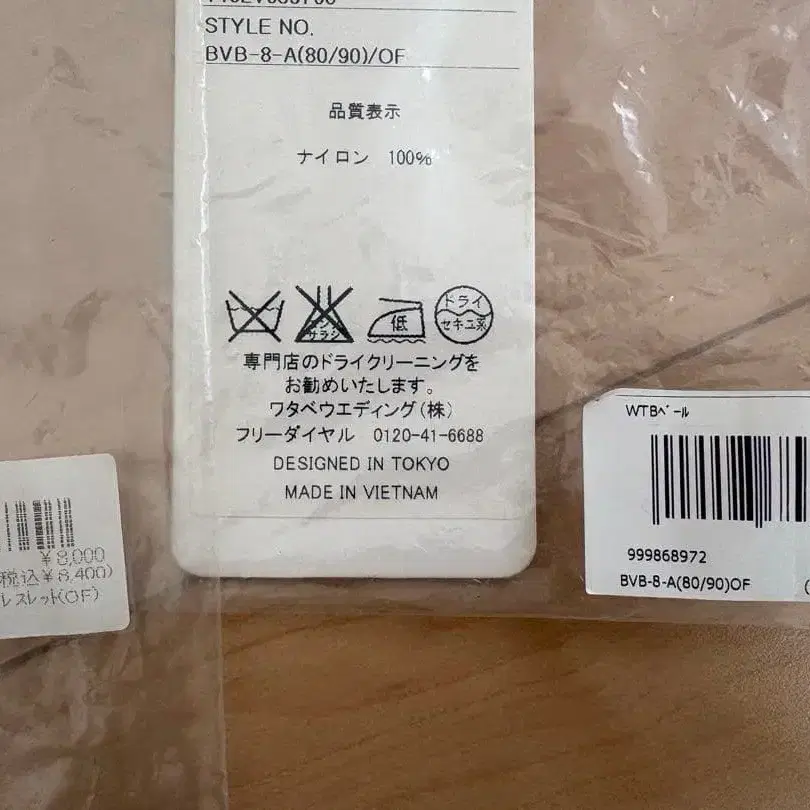 STYLE NO.
BVB-8-A(80/90)/OF
品質表示
ナイロン 100%
サラシ
低
ドライ
セキユ系
専門店のドライクリーニングを
お勧めいたします。
ワタベウエディング(株)
フリーダイヤル 0120-41-6688
DESIGNED IN TOKYO
MADE IN VIETNAM
¥8,000
税込¥8,400)
レスレット(OF)
WTBベール
999868972
BVB-8-A(80/90)OF